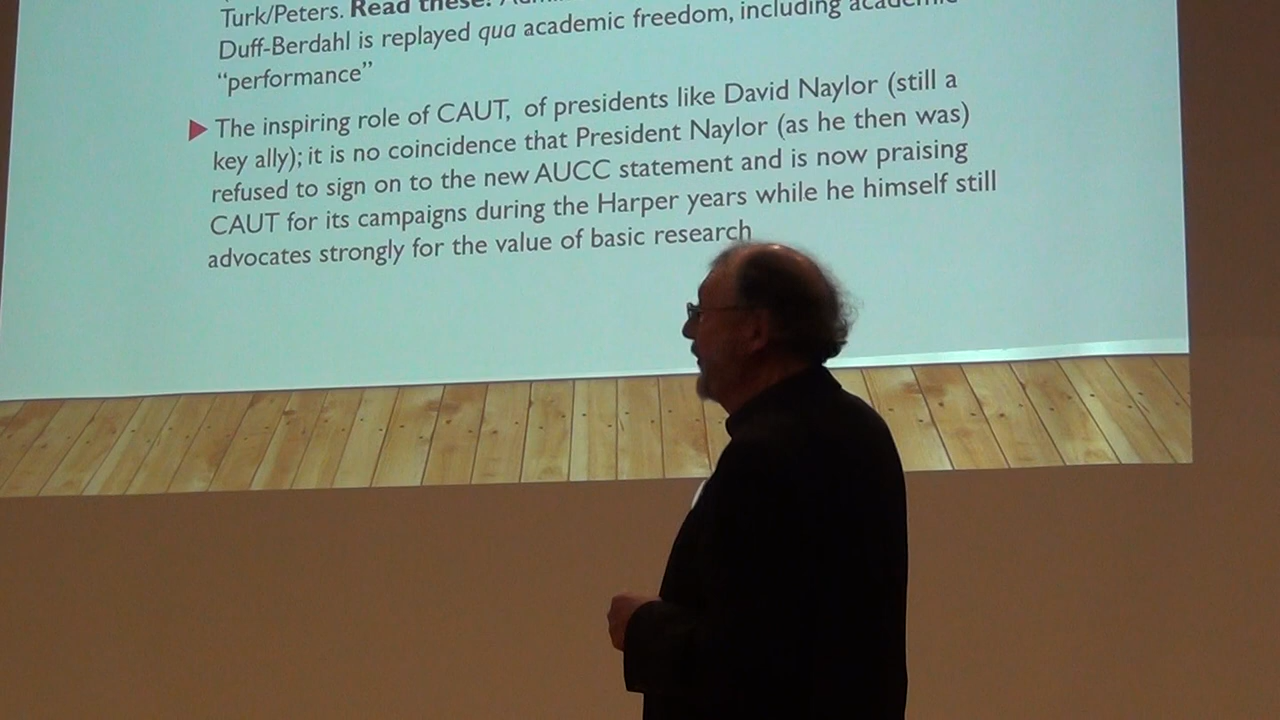 Turk/Peters. Read these.
Duff-Berdahl is replayed qua academic freedom, including academic
“performance”
The inspiring role of CAUT, of presidents like David Naylor (still a
key ally); it is no coincidence that President Naylor (as he then was)
refused to sign on to the new AUCC statement and is now praising
CAUT for its campaigns during the Harper years while he himself still
advocates strongly for the value of basic research